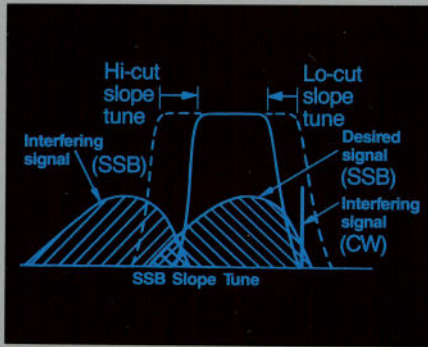 Hi-cut
slope
tune
Lo-cut
slope
tune
Interfering
signal
(SSB)
Desired
signal
(SSB)
Interfering
signal
(CW)
SSB Slope Tune